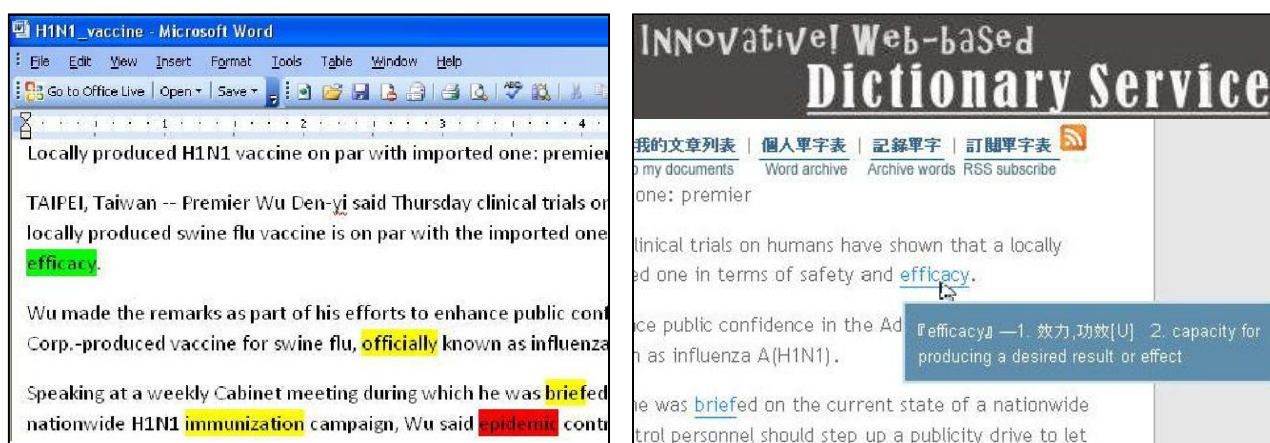 H1N1_vaccine - Microsoft Word
File Edit View Insert Format Tools Table Window Help
Go to Office Live Open Save
1 2 3 4
Locally produced H1N1 vaccine on par with imported one: premier
TAIPEI, Taiwan -- Premier Wu Den-yi said Thursday clinical trials on
locally produced swine flu vaccine is on par with the imported one
efficacy.
Wu made the remarks as part of his efforts to enhance public conf
Corp.-produced vaccine for swine flu, officially known as influenza
Speaking at a weekly Cabinet meeting during which he was briefed
nationwide H1N1 immunization campaign, Wu said epidemic contr
INNovative! Web-baSed
Dictionary Service
我的文章列表 | 個人單字表 | 記錄單字 | 訂閱單字表
o my documents Word archive Archive words RSS subscribe
one: premier
linical trials on humans have shown that a locally
ed one in terms of safety and efficacy.
ce public confidence in the Ad
n as influenza A(H1N1).
『efficacy』—1. 效力,功效[U] 2. capacity for
producing a desired result or effect
he was briefed on the current state of a nationwide
trol personnel should step up a publicity drive to let